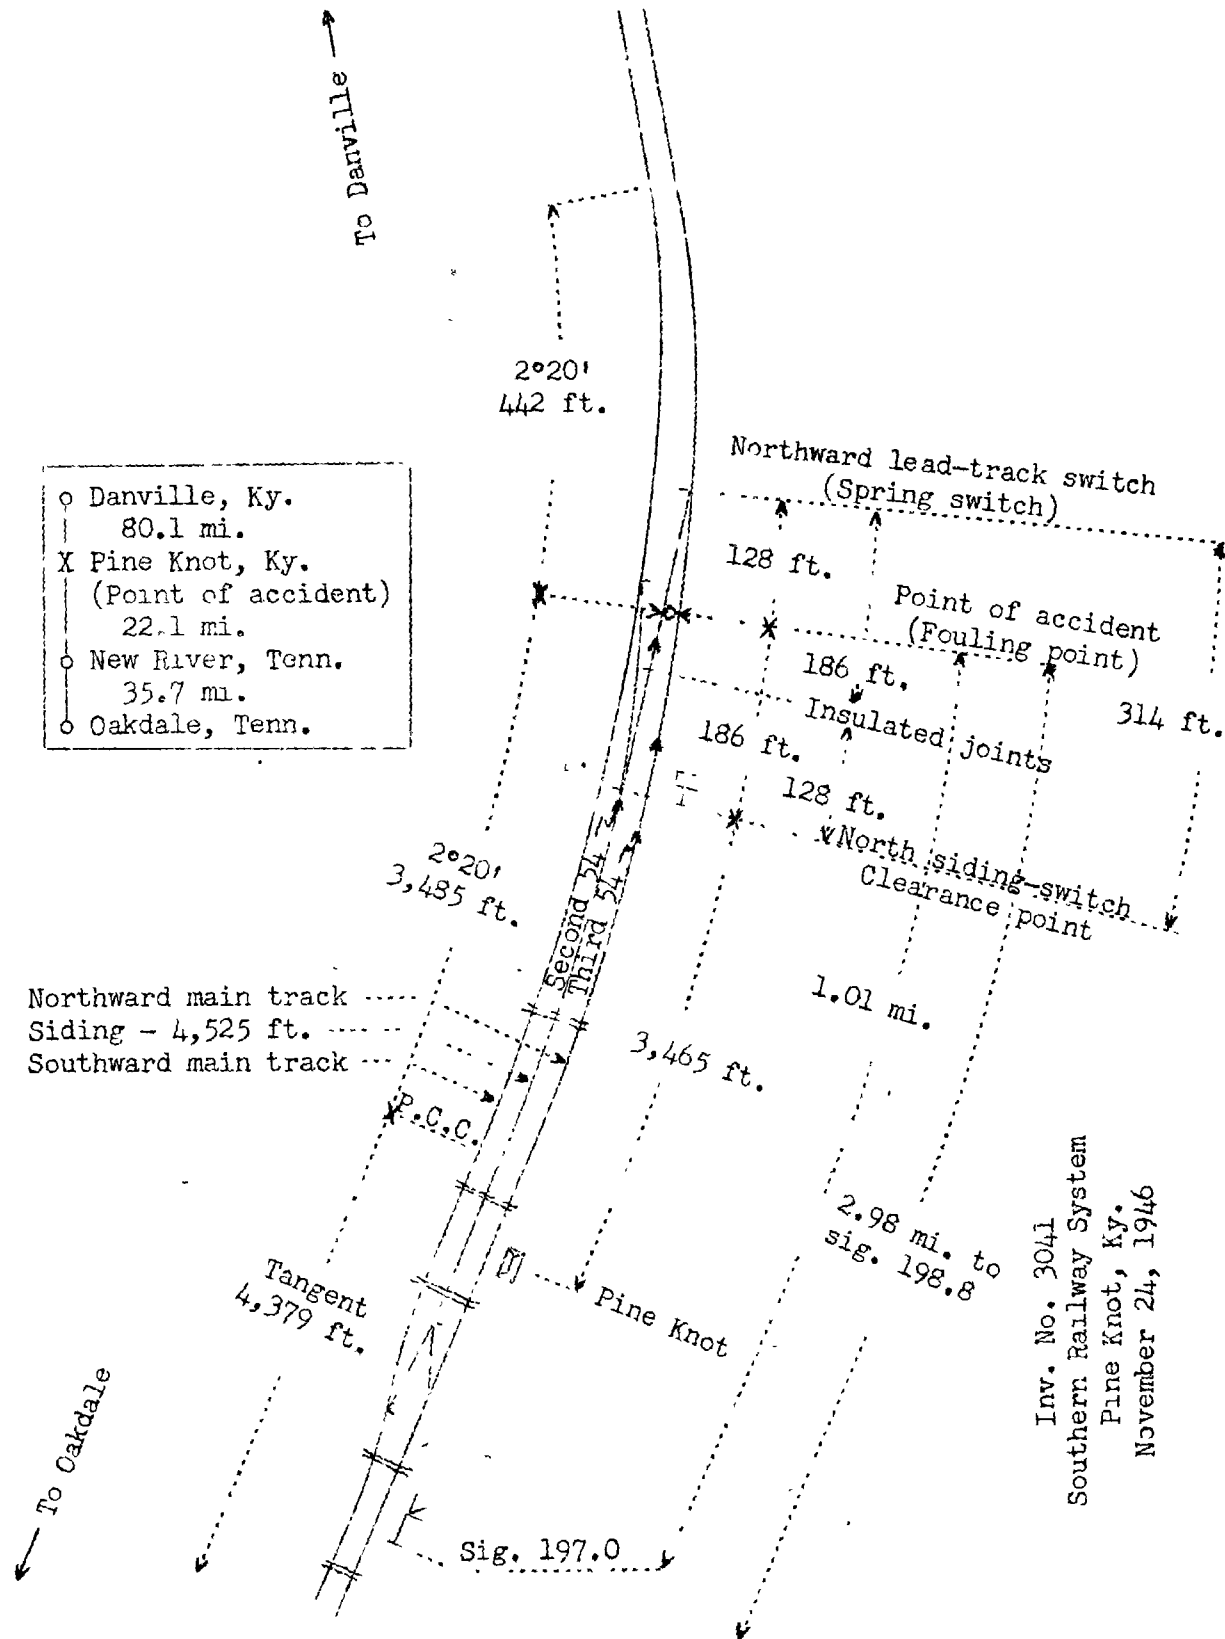 To Danville
2°20'
442 ft.
Danville, Ky.
80.1 mi.
X Pine Knot, Ky.
(Point of accident)
22.1 mi.
New River, Tenn.
35.7 mi.
Oakdale, Tenn.
Northward lead-track switch
(Spring switch)
128 ft.
Point of accident
(Fouling point)
186 ft.
314 ft.
Insulated joints
186 ft.
128 ft.
North siding-switch
Clearance point
2°20'
3,485 ft.
Second 54
Third 54
1.01 mi.
Northward main track
Siding - 4,525 ft.
Southward main track
3,465 ft.
P.C.C.
2.98 mi. to
sig. 198.8
Tangent
4,379 ft.
Pine Knot
To Oakdale
Sig. 197.0
Inv. No. 3041
Southern Railway System
Pine Knot, Ky.
November 24, 1946